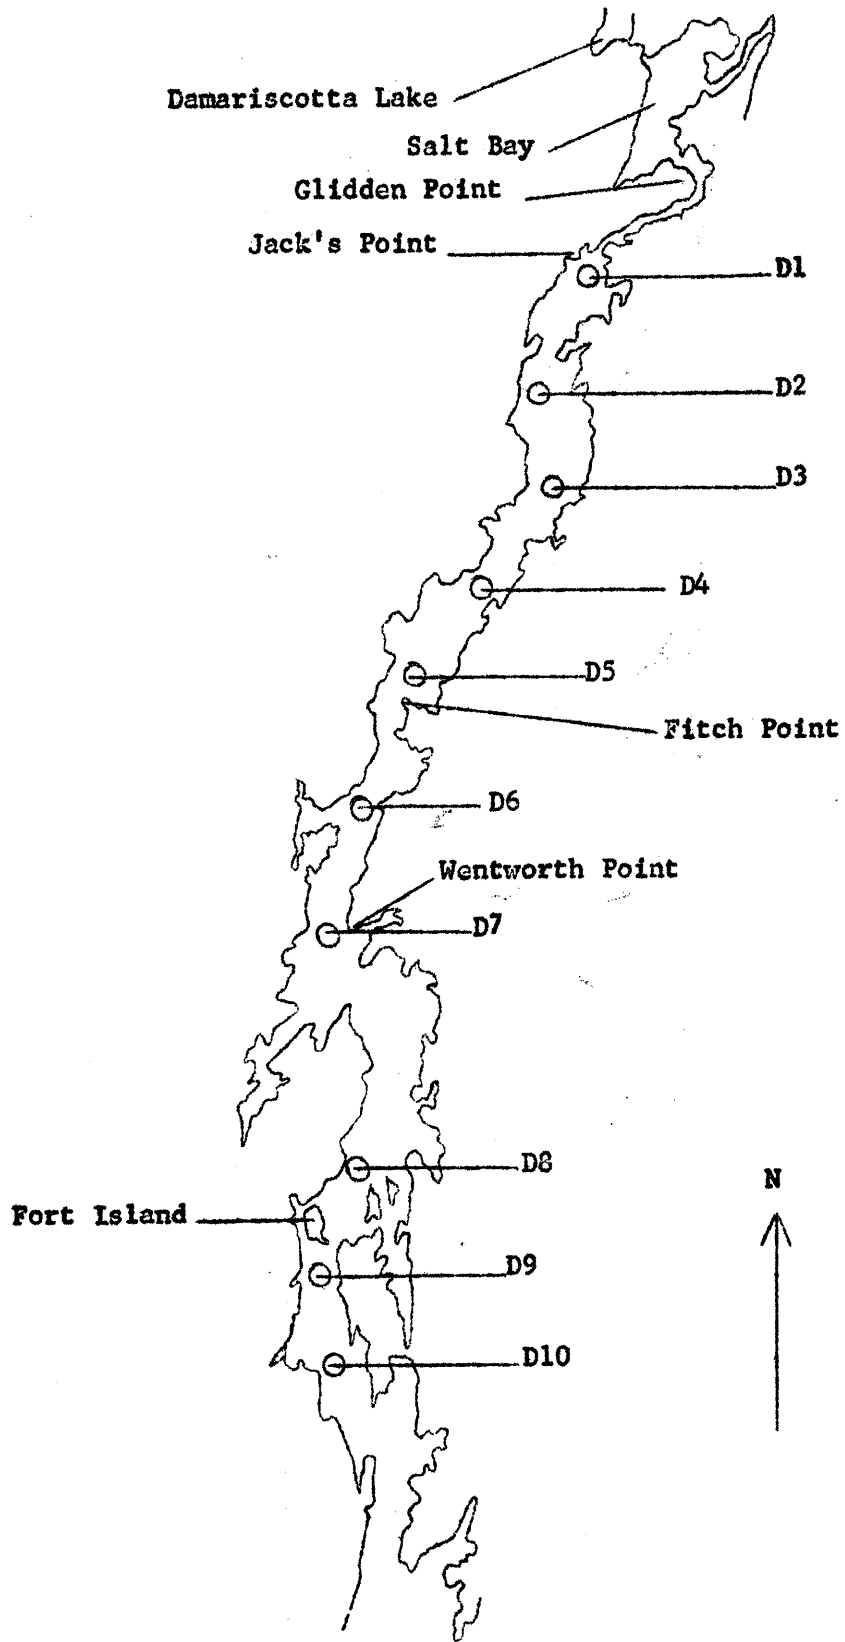 Damariscotta Lake
Salt Bay
Glidden Point
Jack's Point
D1
D2
D3
D4
D5
Fitch Point
D6
Wentworth Point
D7
D8
N
Fort Island
D9
D10